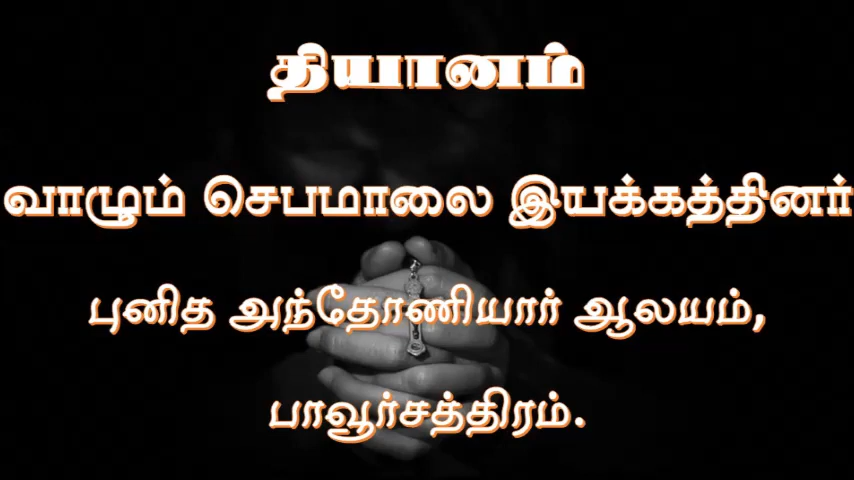 தியானம்
வாழும் செபமாலை இயக்கத்தினர்
புனித அந்தோணியார் ஆலயம்,
பாவூர்சத்திரம்.